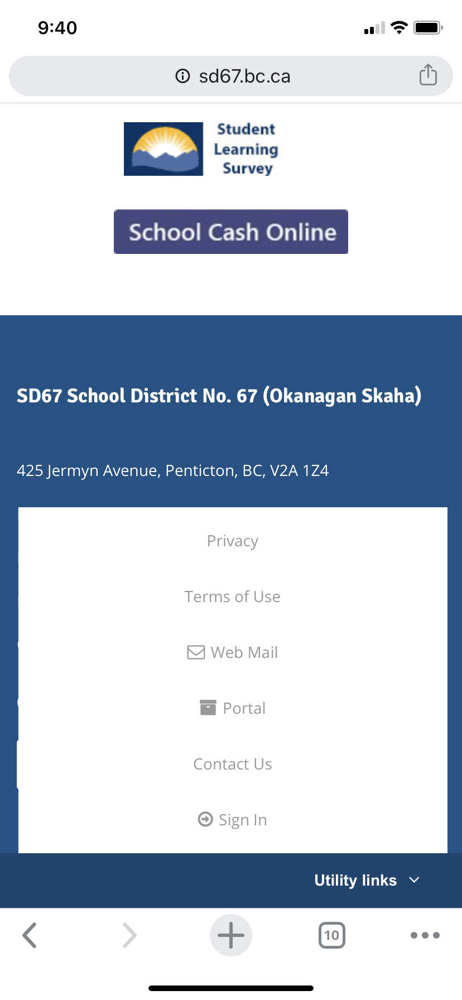 9:40
sd67.bc.ca
Student
Learning
Survey
School Cash Online
SD67 School District No. 67 (Okanagan Skaha)
425 Jermyn Avenue, Penticton, BC, V2A 1Z4
Privacy
Terms of Use
Web Mail
Portal
Contact Us
Sign In
Utility links
10